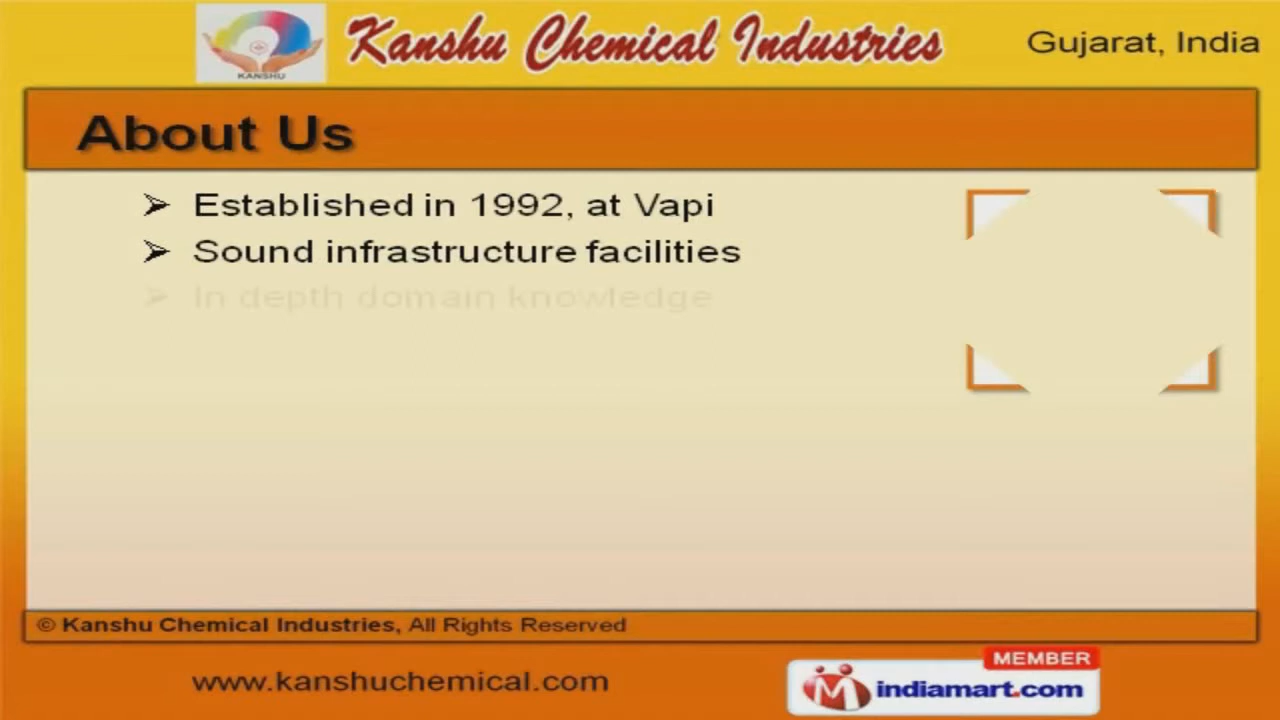 KANSHU
Kanshu Chemical Industries
Gujarat, India
About Us
➢ Established in 1992, at Vapi
➢ Sound infrastructure facilities
➢ In depth domain knowledge
© Kanshu Chemical Industries, All Rights Reserved
www.kanshuchemical.com
MEMBER
indiamart.com